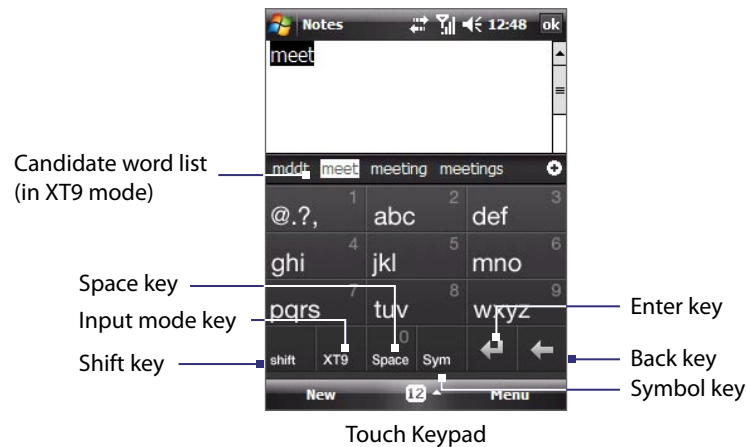 Notes 12:48 ok
meet
Candidate word list
(in XT9 mode)
mddt meet meeting meetings
@.?, 1 abc 2 def 3
ghi 4 jkl 5 mno 6
pqrs 7 tuv 8 wxyz 9
Space key
Input mode key
Shift key
shift XT9 0 Space Sym
Enter key
Back key
Symbol key
New 12 Menu
Touch Keypad